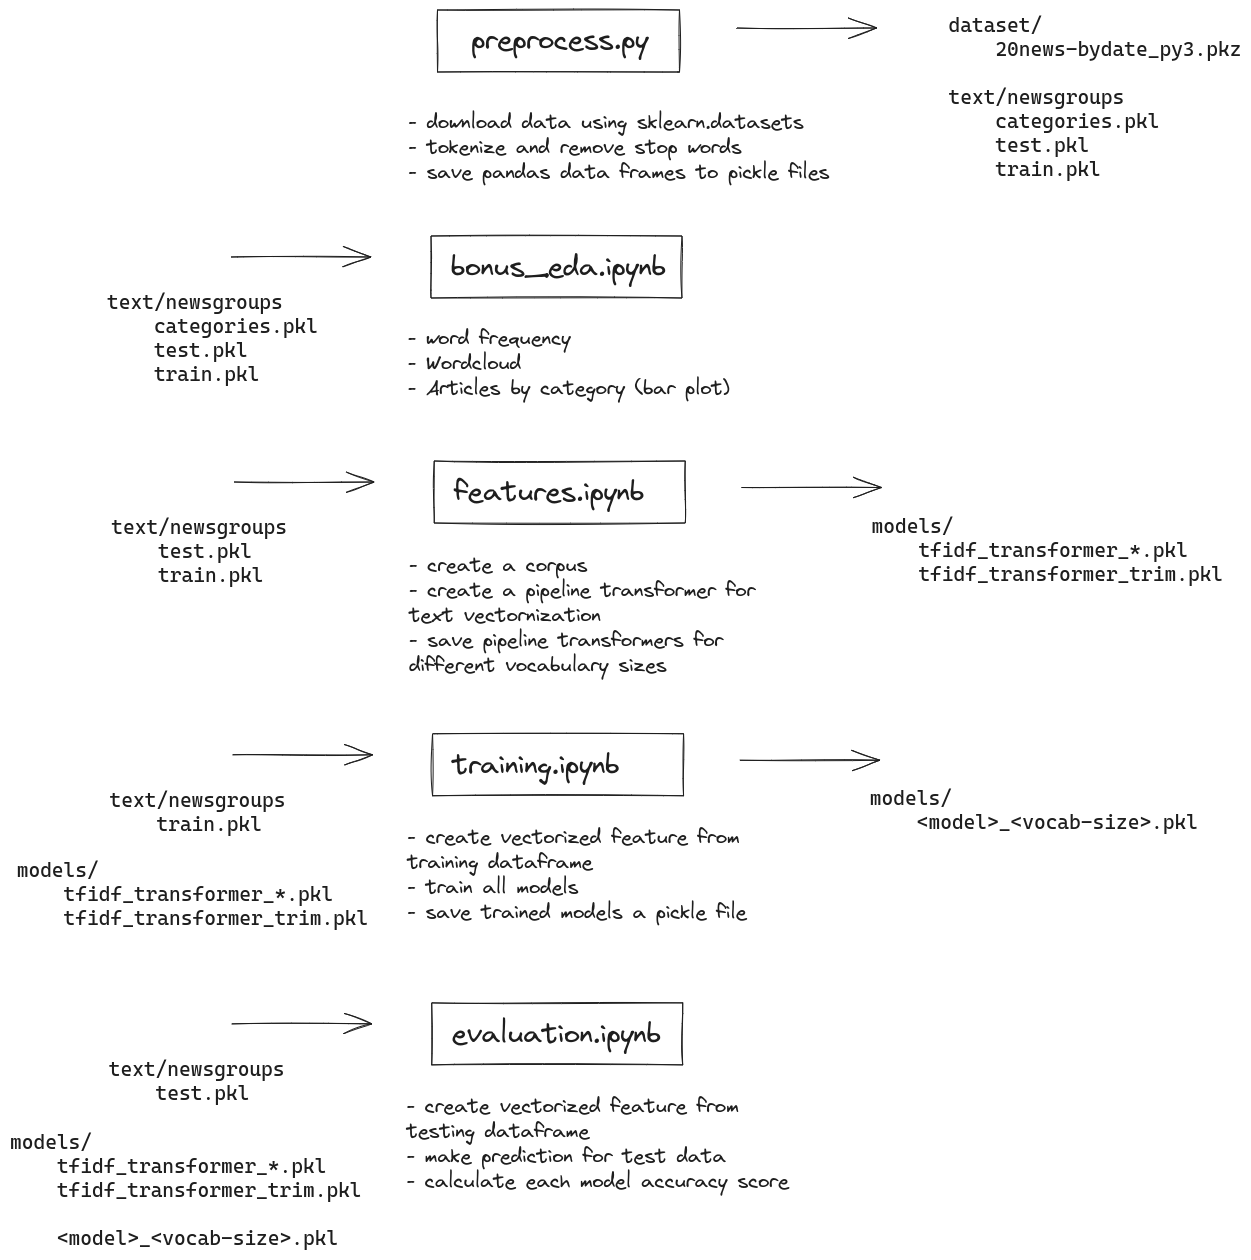 preprocess.py
dataset/
20news-bydate_py3.pkz
text/newsgroups
categories.pkl
test.pkl
train.pkl
- download data using sklearn.datasets
- tokenize and remove stop words
- save pandas data frames to pickle files
text/newsgroups
categories.pkl
test.pkl
train.pkl
bonus_eda.ipynb
- word frequency
- Wordcloud
- Articles by category (bar plot)
text/newsgroups
test.pkl
train.pkl
features.ipynb
- create a corpus
- create a pipeline transformer for
text vectornization
- save pipeline transformers for
different vocabulary sizes
models/
tfidf_transformer_*.pkl
tfidf_transformer_trim.pkl
text/newsgroups
train.pkl
models/
tfidf_transformer_*.pkl
tfidf_transformer_trim.pkl
training.ipynb
- create vectorized feature from
training dataframe
- train all models
- save trained models a pickle file
models/
<model>_<vocab-size>.pkl
text/newsgroups
test.pkl
models/
tfidf_transformer_*.pkl
tfidf_transformer_trim.pkl
<model>_<vocab-size>.pkl
evaluation.ipynb
- create vectorized feature from
testing dataframe
- make prediction for test data
- calculate each model accuracy score